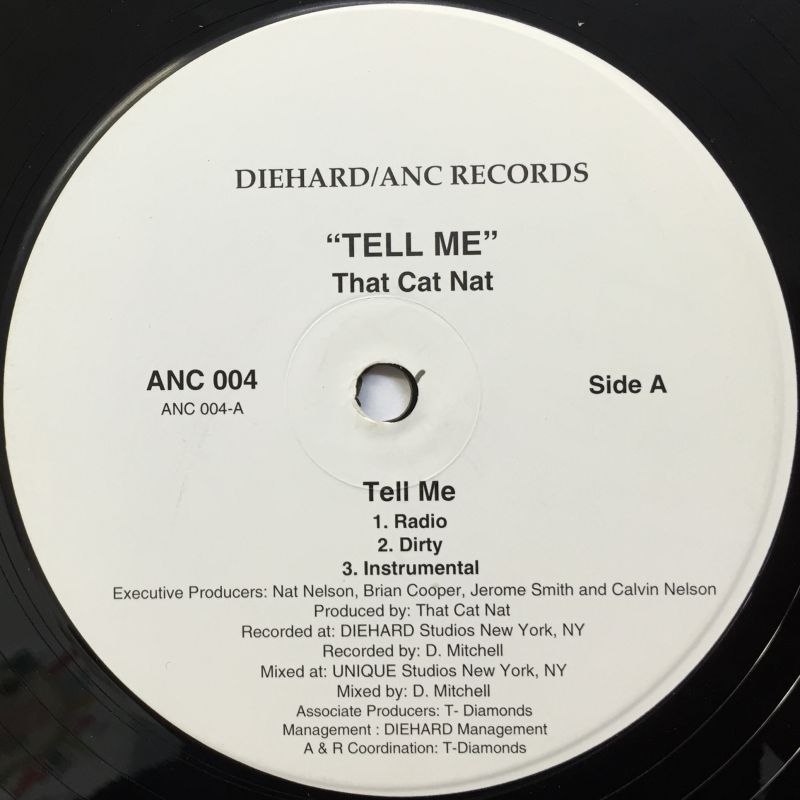 DIEHARD/ANC RECORDS
“TELL ME”
That Cat Nat
ANC 004
ANC 004-A
Side A
Tell Me
1. Radio
2. Dirty
3. Instrumental
Executive Producers: Nat Nelson, Brian Cooper, Jerome Smith and Calvin Nelson
Produced by: That Cat Nat
Recorded at: DIEHARD Studios New York, NY
Recorded by: D. Mitchell
Mixed at: UNIQUE Studios New York, NY
Mixed by: D. Mitchell
Associate Producers: T- Diamonds
Management : DIEHARD Management
A & R Coordination: T-Diamonds